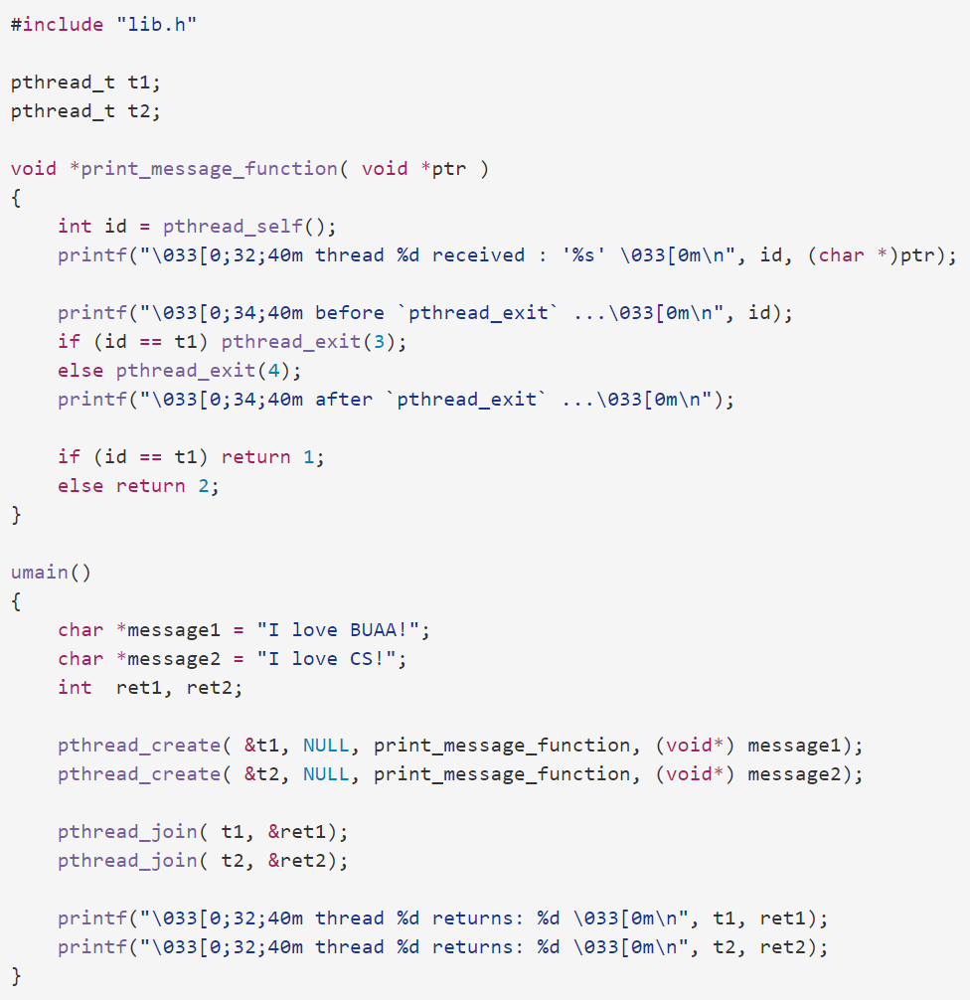 #include "lib.h"

pthread_t t1;
pthread_t t2;

void *print_message_function( void *ptr )
{
    int id = pthread_self();
    printf("\033[0;32;40m thread %d received : '%s' \033[0m\n", id, (char *)ptr);

    printf("\033[0;34;40m before `pthread_exit` ...\033[0m\n", id);
    if (id == t1) pthread_exit(3);
    else pthread_exit(4);
    printf("\033[0;34;40m after `pthread_exit` ...\033[0m\n");

    if (id == t1) return 1;
    else return 2;
}

umain()
{
    char *message1 = "I love BUAA!";
    char *message2 = "I love CS!";
    int  ret1, ret2;

    pthread_create( &t1, NULL, print_message_function, (void*) message1);
    pthread_create( &t2, NULL, print_message_function, (void*) message2);

    pthread_join( t1, &ret1);
    pthread_join( t2, &ret2);

    printf("\033[0;32;40m thread %d returns: %d \033[0m\n", t1, ret1);
    printf("\033[0;32;40m thread %d returns: %d \033[0m\n", t2, ret2);
}